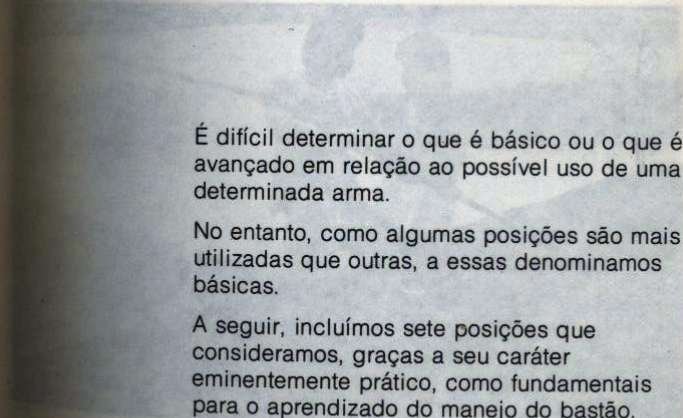 É difícil determinar o que é básico ou o que é
avançado em relação ao possível uso de uma
determinada arma.
No entanto, como algumas posições são mais
utilizadas que outras, a essas denominamos
básicas.
A seguir, incluímos sete posições que
consideramos, graças a seu caráter
eminentemente prático, como fundamentais
para o aprendizado do manejo do bastão.